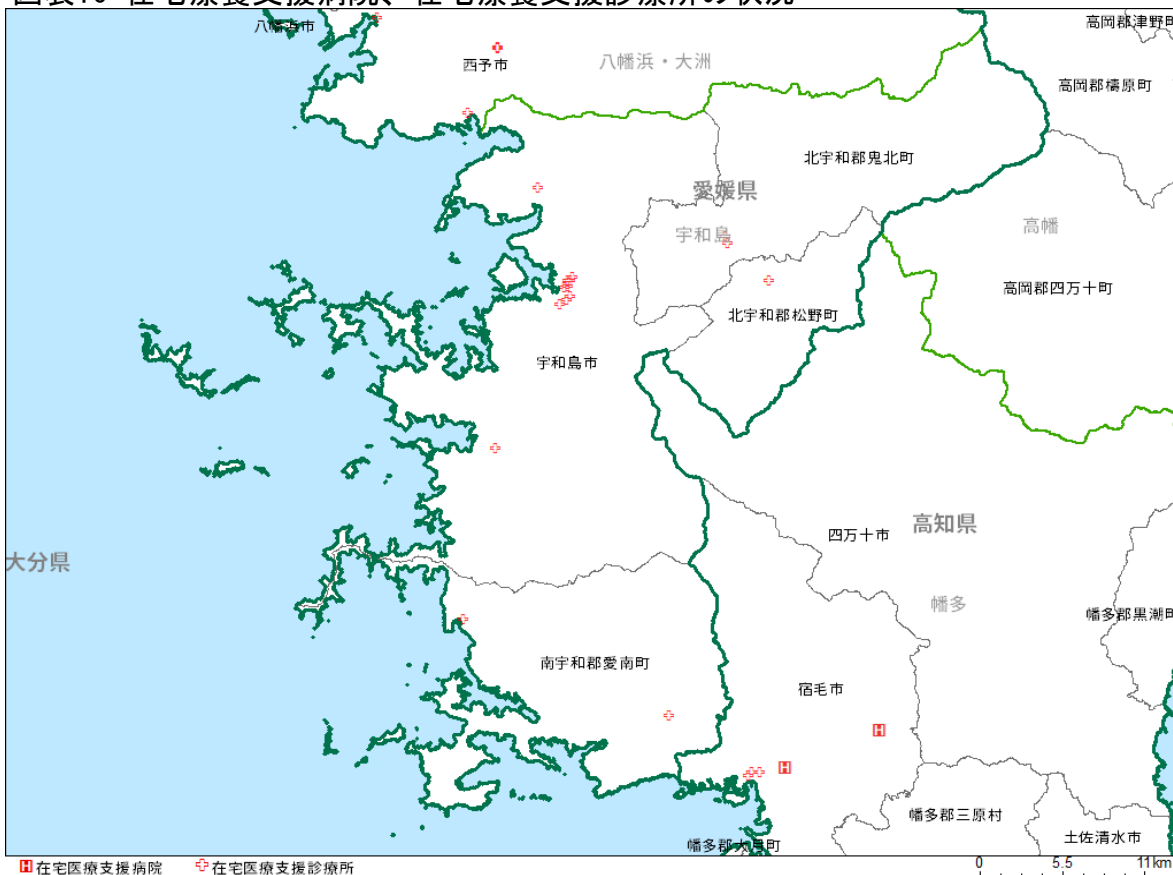 八幡浜市
高岡郡津野町
西予市
八幡浜・大洲
高岡郡檮原町
北宇和郡鬼北町
愛媛県
宇和島
高幡
高岡郡四万十町
北宇和郡松野町
宇和島市
高知県
四万十市
大分県
幡多
幡多郡黒潮町
南宇和郡愛南町
宿毛市
幡多郡三原村
土佐清水市
幡多郡大月町
H 在宅医療支援病院
在宅医療支援診療所
0 5.5 11km